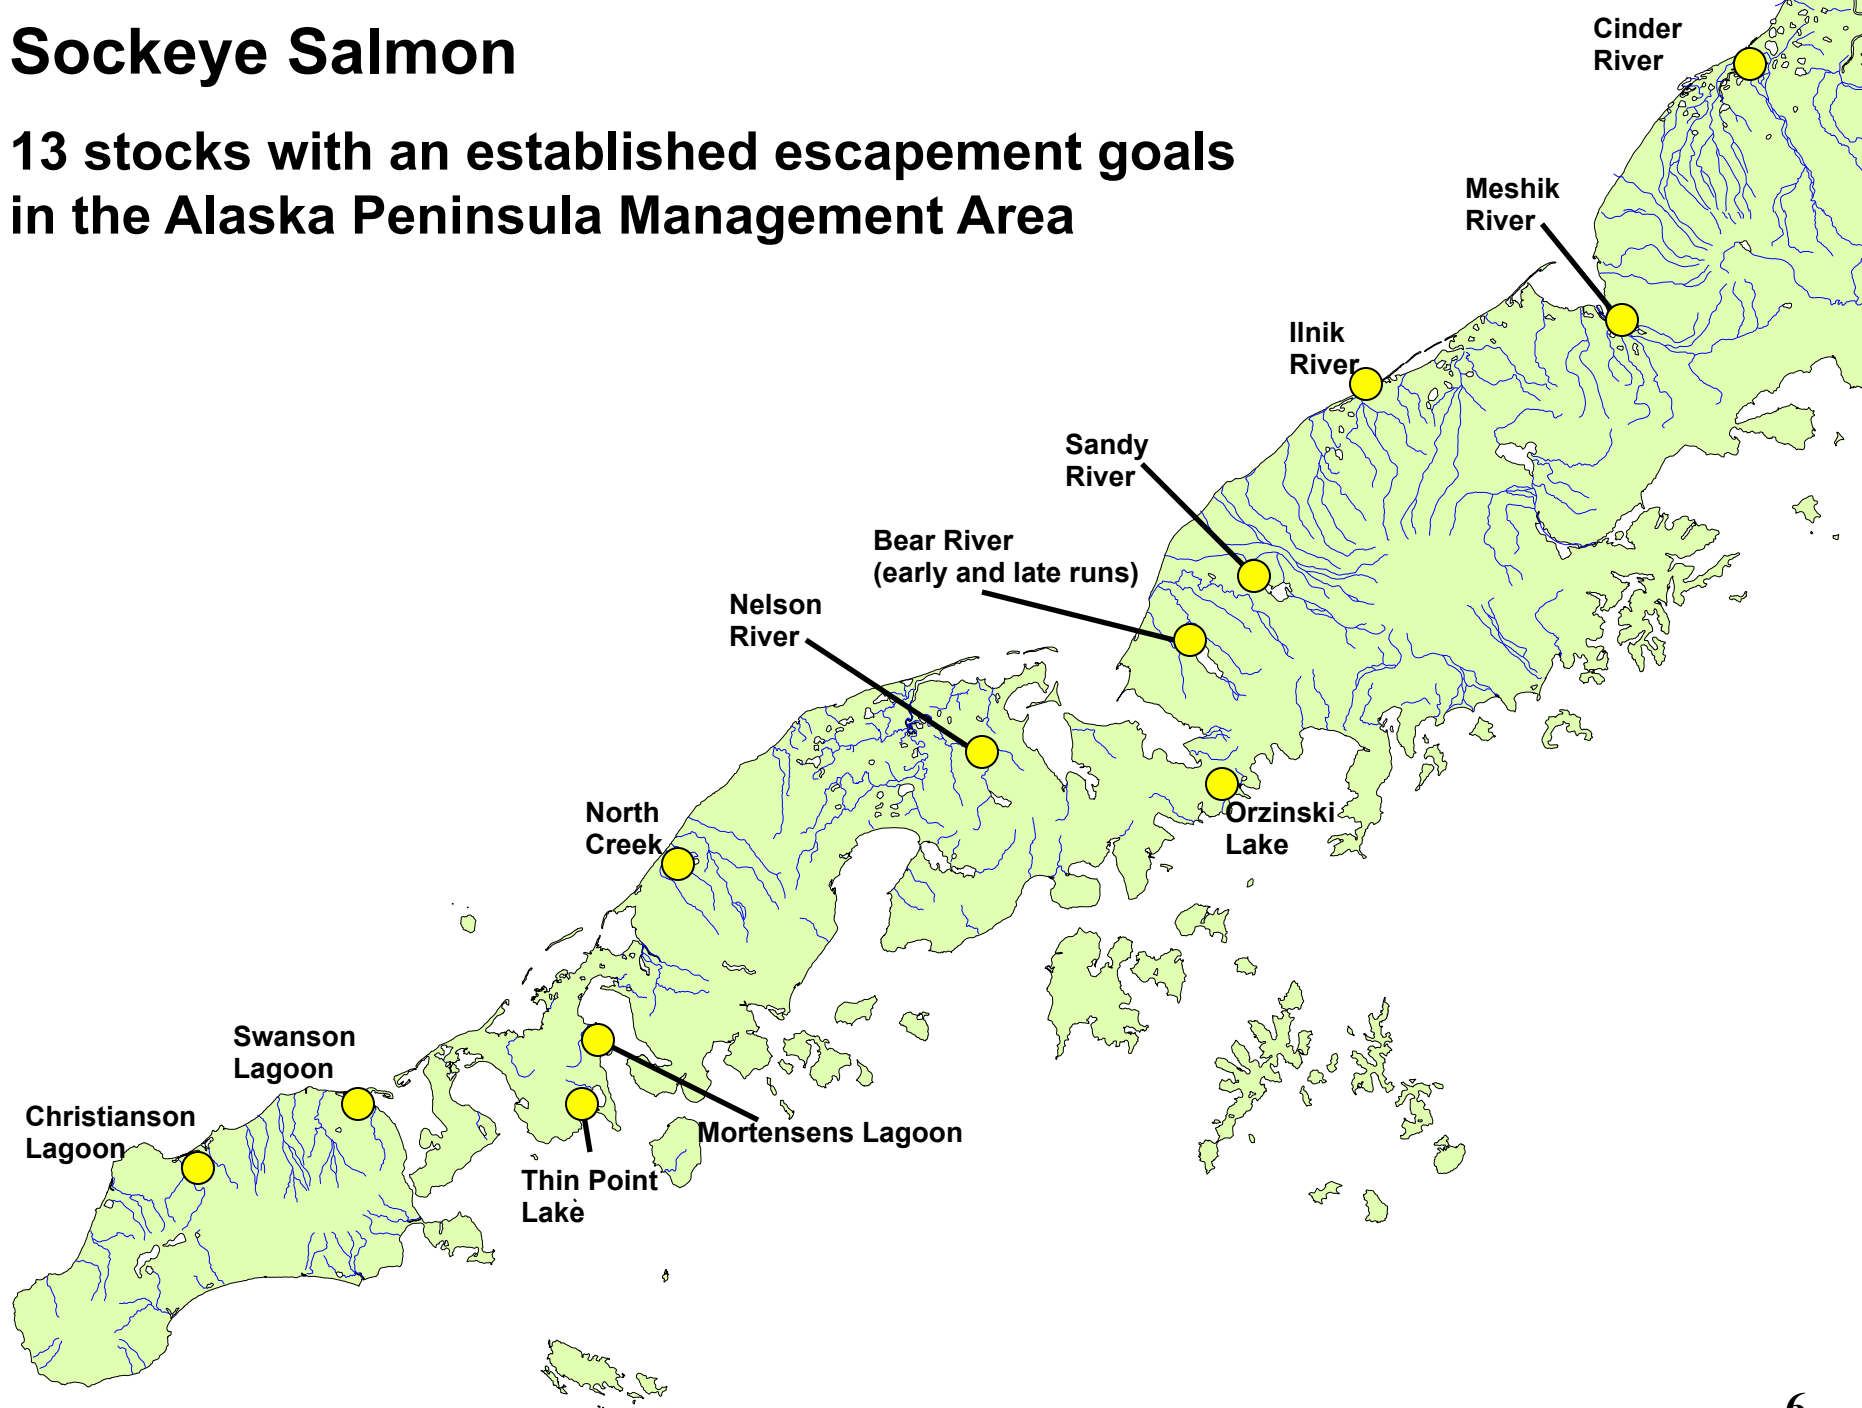 Sockeye Salmon
13 stocks with an established escapement goals
in the Alaska Peninsula Management Area
Cinder
River
Meshik
River
Ilnik
River
Sandy
River
Bear River
(early and late runs)
Nelson
River
North
Creek
Orzinski
Lake
Swanson
Lagoon
Christianson
Lagoon
Mortensens Lagoon
Thin Point
Lake
6